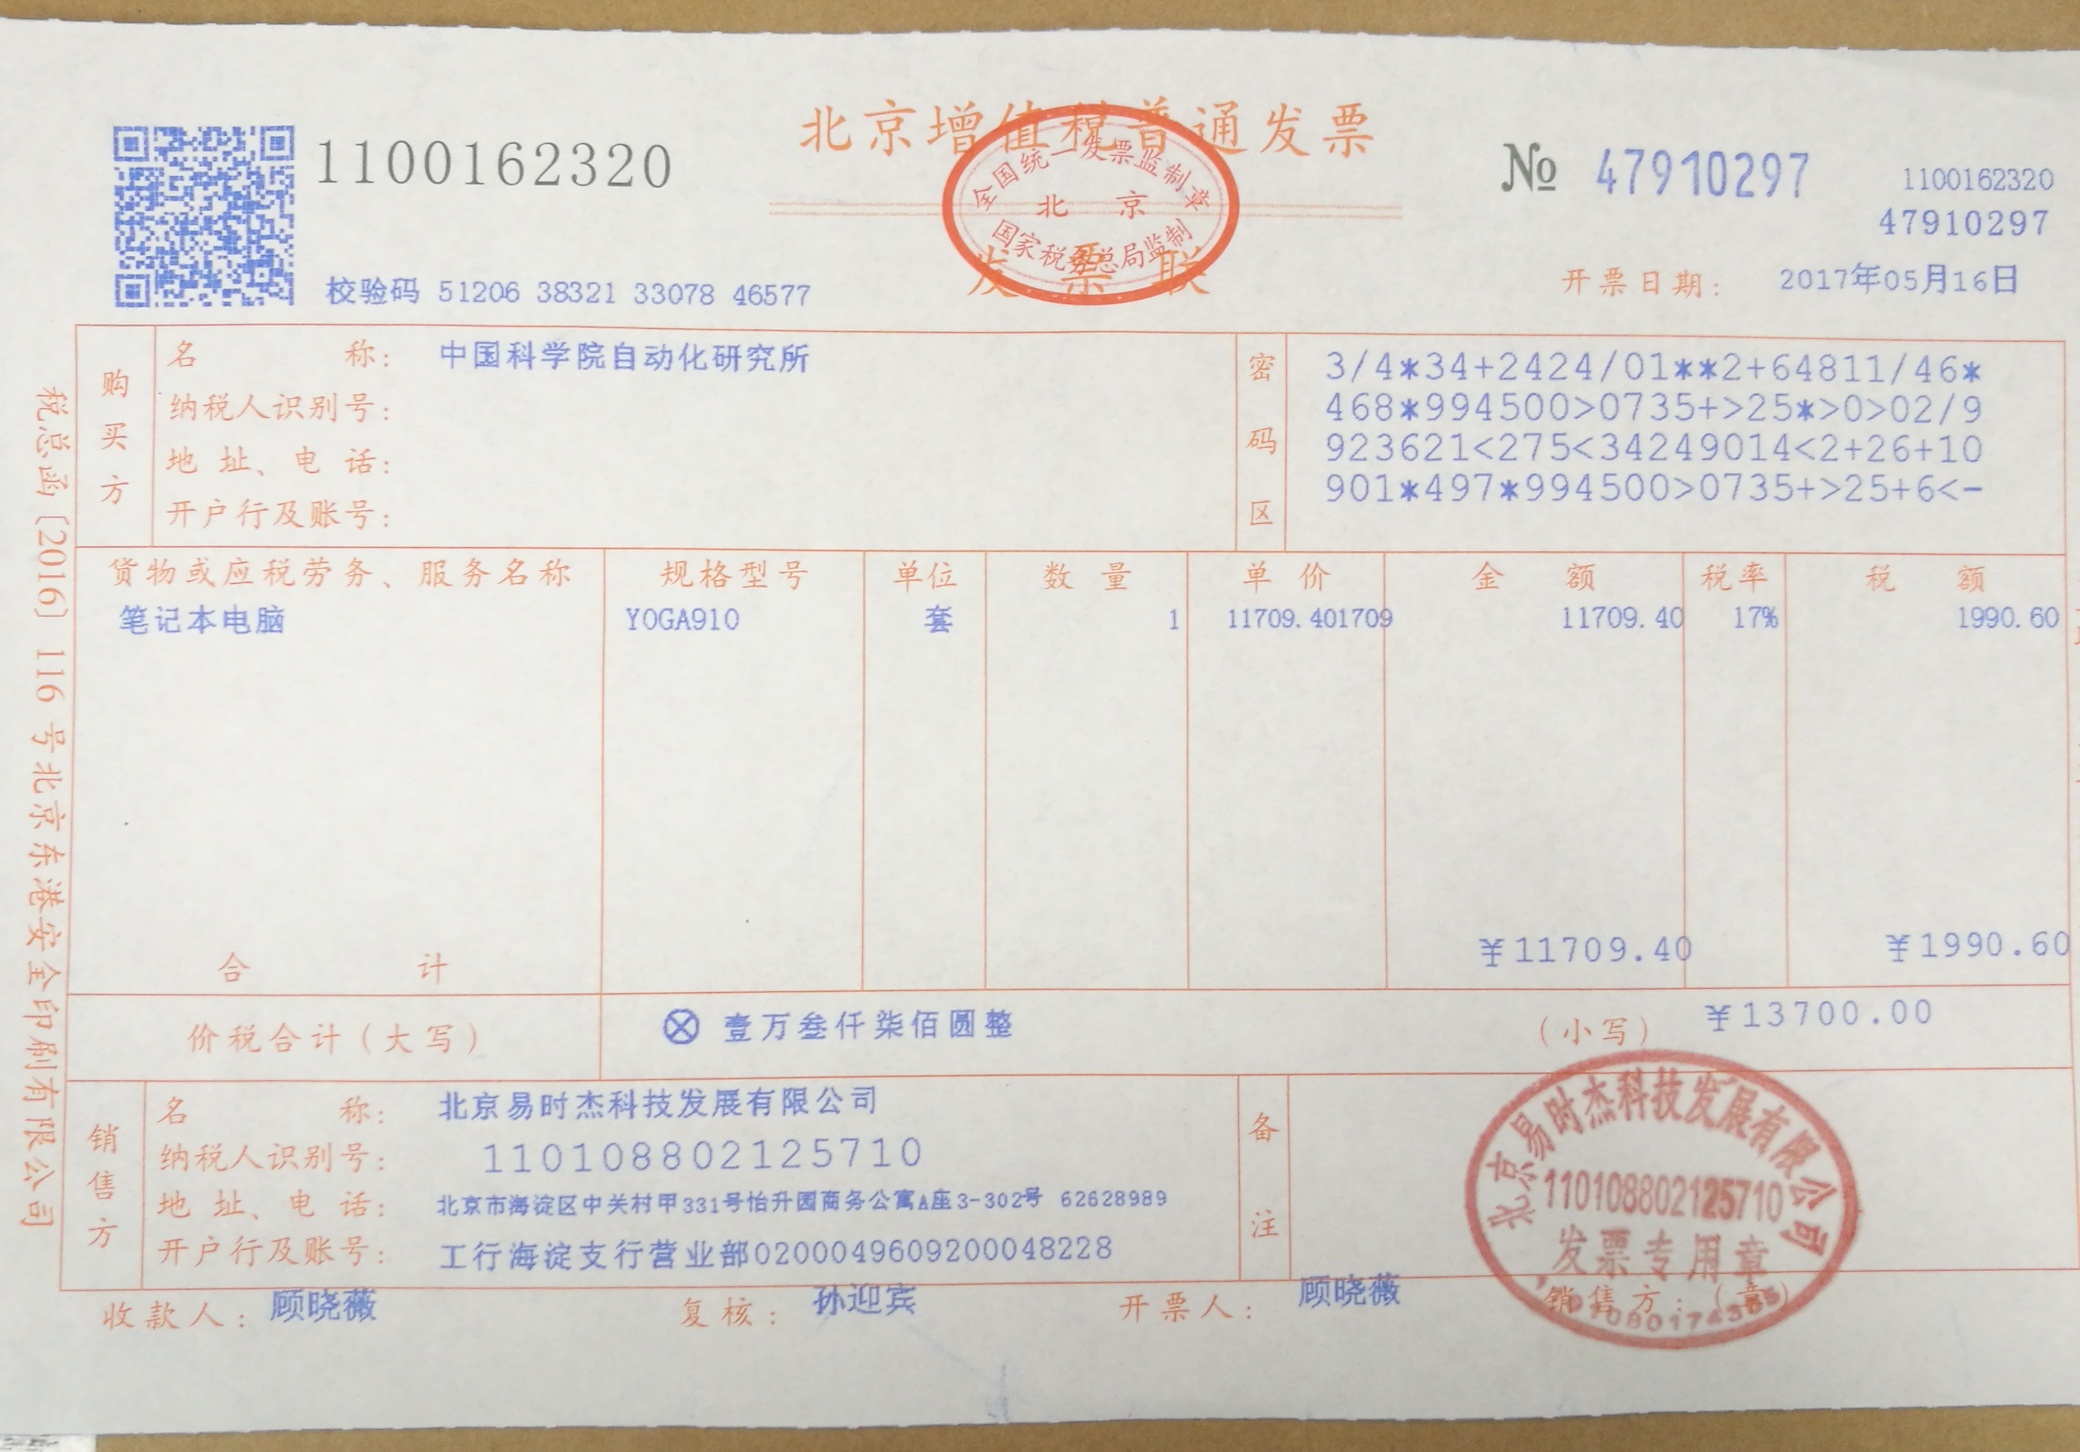 北京增值税普通发票
1100162320
№ 47910297
1100162320
47910297
全国统一发票监制章
北京
国家税务总局监制
发票联
校验码 51206 38321 33078 46577
开票日期: 2017年05月16日
购买方
名称: 中国科学院自动化研究所
纳税人识别号:
地址、电话:
开户行及账号:
密码区
3/4*34+2424/01**2+64811/46*
468*994500>0735+>25*>0>02/9
923621<275<34249014<2+26+10
901*497*994500>0735+>25+6<-
货物或应税劳务、服务名称 规格型号 单位 数量 单价 金额 税率 税额
笔记本电脑 YOGA910 套 1 11709.401709 11709.40 17% 1990.60
合计 ¥11709.40 ¥1990.60
价税合计(大写) ⊗壹万叁仟柒佰圆整 (小写) ¥13700.00
销售方
名称: 北京易时杰科技发展有限公司
纳税人识别号: 110108802125710
地址、电话: 北京市海淀区中关村甲331号怡升园商务公寓A座3-302号 62628989
开户行及账号: 工行海淀支行营业部0200049609200048228
备注
北京易时杰科技发展有限公司
110108802125710
发票专用章
收款人: 顾晓薇 复核: 孙迎宾 开票人: 顾晓薇 销售方:(章)
税总函〔2016〕116号北京东港安全印刷有限公司